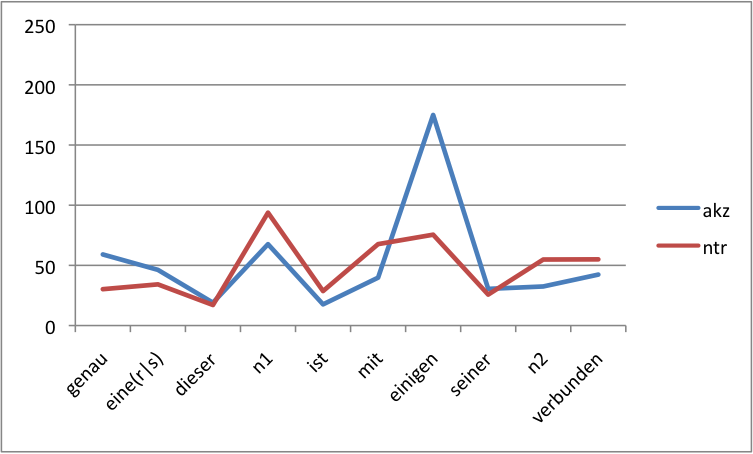 250
200
150
100
50
0
genau
eine(r|s)
dieser
n1
ist
mit
einigen
seiner
n2
verbunden
akz
ntr